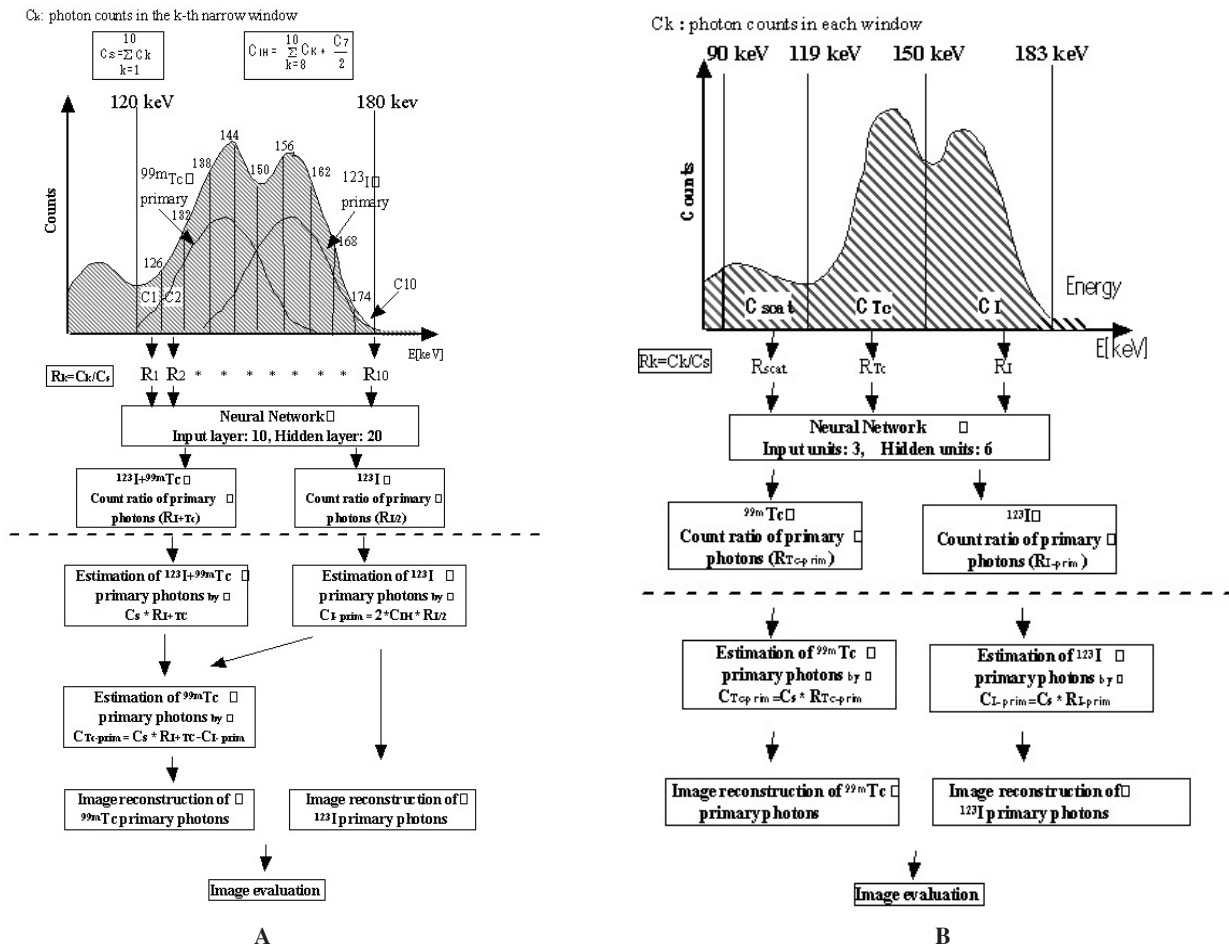 Ck: photon counts in the k-th narrow window
10
Cs=Σ Ck
k=1
10
CIH= Σ CK + C7/2
k=8
120 keV
180 kev
Counts
144
138
150
156
162
132
126
168
174
99mTc□
primary
123I□
primary
C1
C2
C10
E[keV]
Rk=Ck/Cs
R1 R2 * * * * * * * R10
Neural Network□
Input layer: 10, Hidden layer: 20
123I+99mTc□
Count ratio of primary □
photons (RI+Tc)
123I□
Count ratio of primary □
photons (RI/2)
Estimation of 123I+99mTc □
primary photons by □
Cs * RI+TC
Estimation of 123I □
primary photons by □
CI-prim = 2*CIH* RI/2
Estimation of 99mTc □
primary photons by □
CTc-prim = Cs * RI+TC-CI-prim
Image reconstruction of □
99mTc primary photons
Image reconstruction of □
123I primary photons
Image evaluation
A
Ck : photon counts in each window
90 keV
119 keV
150 keV
183 keV
Counts
C scat
C Tc
C I
Energy
E[keV]
Rk=Ck/Cs
Rscat
RTc
RI
Neural Network □
Input units: 3, Hidden units: 6
99mTc□
Count ratio of primary □
photons (RTc-prim)
123I□
Count ratio of primary □
photons (RI-prim)
Estimation of 99mTc □
primary photons by □
CTc-prim =Cs * RTc-prim
Estimation of 123I □
primary photons by □
CI-prim=Cs * RI-prim
Image reconstruction of 99mTc □
primary photons
Image reconstruction of□
123I primary photons
Image evaluation
B